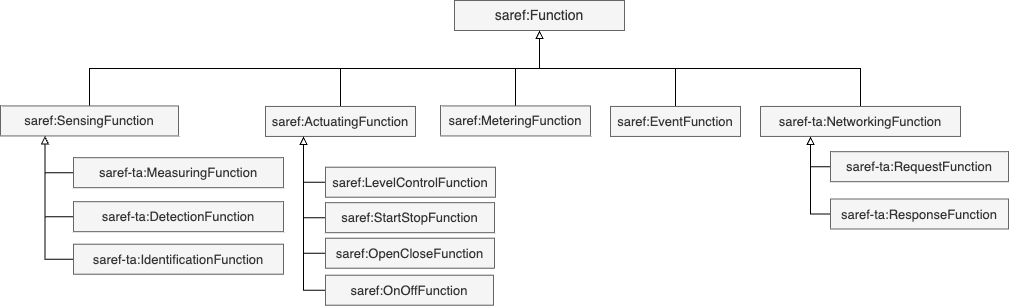 saref:Function
saref:SensingFunction
saref:ActuatingFunction
saref:MeteringFunction
saref:EventFunction
saref-ta:NetworkingFunction
saref-ta:MeasuringFunction
saref-ta:DetectionFunction
saref-ta:IdentificationFunction
saref:LevelControlFunction
saref:StartStopFunction
saref:OpenCloseFunction
saref:OnOffFunction
saref-ta:RequestFunction
saref-ta:ResponseFunction